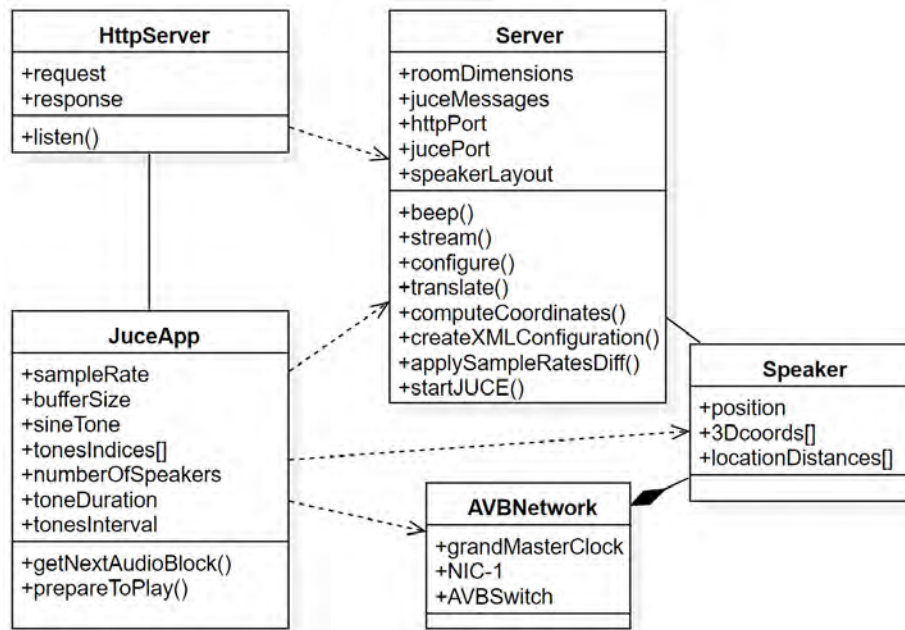 HttpServer
+request
+response
+listen()
Server
+roomDimensions
+juceMessages
+httpPort
+jucePort
+speakerLayout
+beep()
+stream()
+configure()
+translate()
+computeCoordinates()
+createXMLConfiguration()
+applySampleRatesDiff()
+startJUCE()
JuceApp
+sampleRate
+bufferSize
+sineTone
+tonesIndices[]
+numberOfSpeakers
+toneDuration
+tonesInterval
+getNextAudioBlock()
+prepareToPlay()
Speaker
+position
+3Dcoords[]
+locationDistances[]
AVBNetwork
+grandMasterClock
+NIC-1
+AVBSwitch